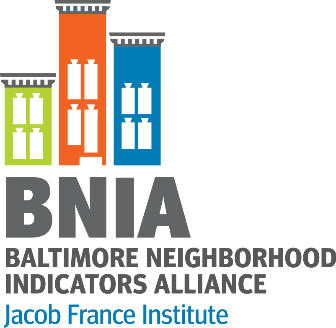 BNIA
BALTIMORE NEIGHBORHOOD
INDICATORS ALLIANCE
Jacob France Institute